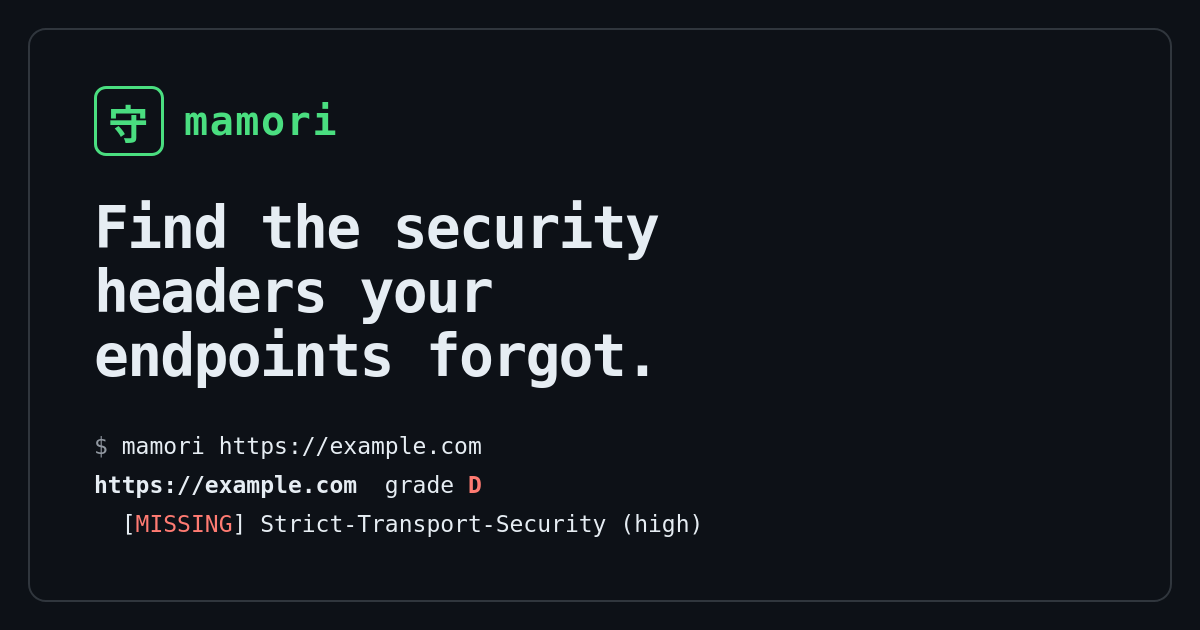 守 mamori
Find the security
headers your
endpoints forgot.
$ mamori https://example.com
https://example.com  grade D
  [MISSING] Strict-Transport-Security (high)